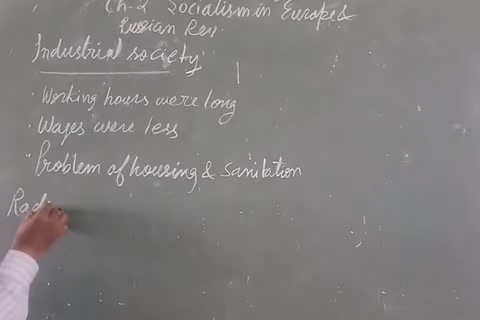 Ch-2 Socialism in Europe &
Russian Rev.
Industrial society
· Working hours were long
· Wages were less
· Problem of housing & sanitation
Rad